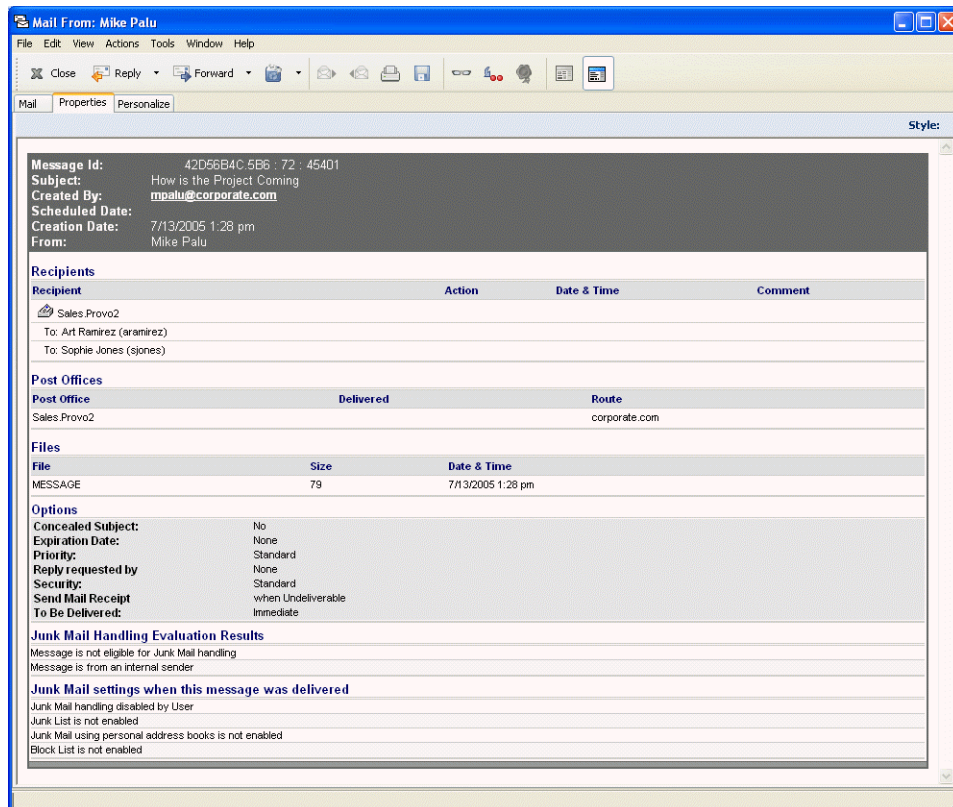 Mail From: Mike Palu
File Edit View Actions Tools Window Help
Close Reply Forward
Mail Properties Personalize
Style:
Message Id: 42D56B4C.5B6 : 72 : 45401
Subject: How is the Project Coming
Created By: mpalu@corporate.com
Scheduled Date:
Creation Date: 7/13/2005 1:28 pm
From: Mike Palu
Recipients
Recipient Action Date & Time Comment
Sales.Provo2
To: Art Ramirez (aramirez)
To: Sophie Jones (sjones)
Post Offices
Post Office Delivered Route
Sales.Provo2 corporate.com
Files
File Size Date & Time
MESSAGE 79 7/13/2005 1:28 pm
Options
Concealed Subject: No
Expiration Date: None
Priority: Standard
Reply requested by None
Security: Standard
Send Mail Receipt when Undeliverable
To Be Delivered: Immediate
Junk Mail Handling Evaluation Results
Message is not eligible for Junk Mail handling
Message is from an internal sender
Junk Mail settings when this message was delivered
Junk Mail handling disabled by User
Junk List is not enabled
Junk Mail using personal address books is not enabled
Block List is not enabled